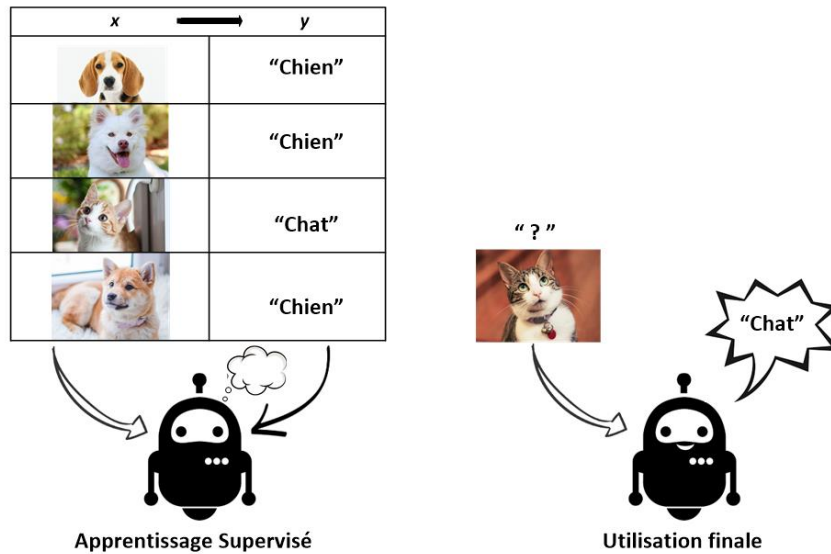 x y
“Chien”
“Chien”
“Chat”
“Chien”
“ ? ”
“Chat”
Apprentissage Supervisé
Utilisation finale